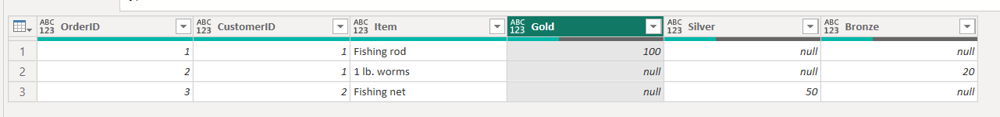 ABC 123 OrderID ABC 123 CustomerID ABC 123 Item ABC 123 Gold ABC 123 Silver ABC 123 Bronze
1 1 1 Fishing rod 100 null null
2 2 1 1 lb. worms null null 20
3 3 2 Fishing net null 50 null